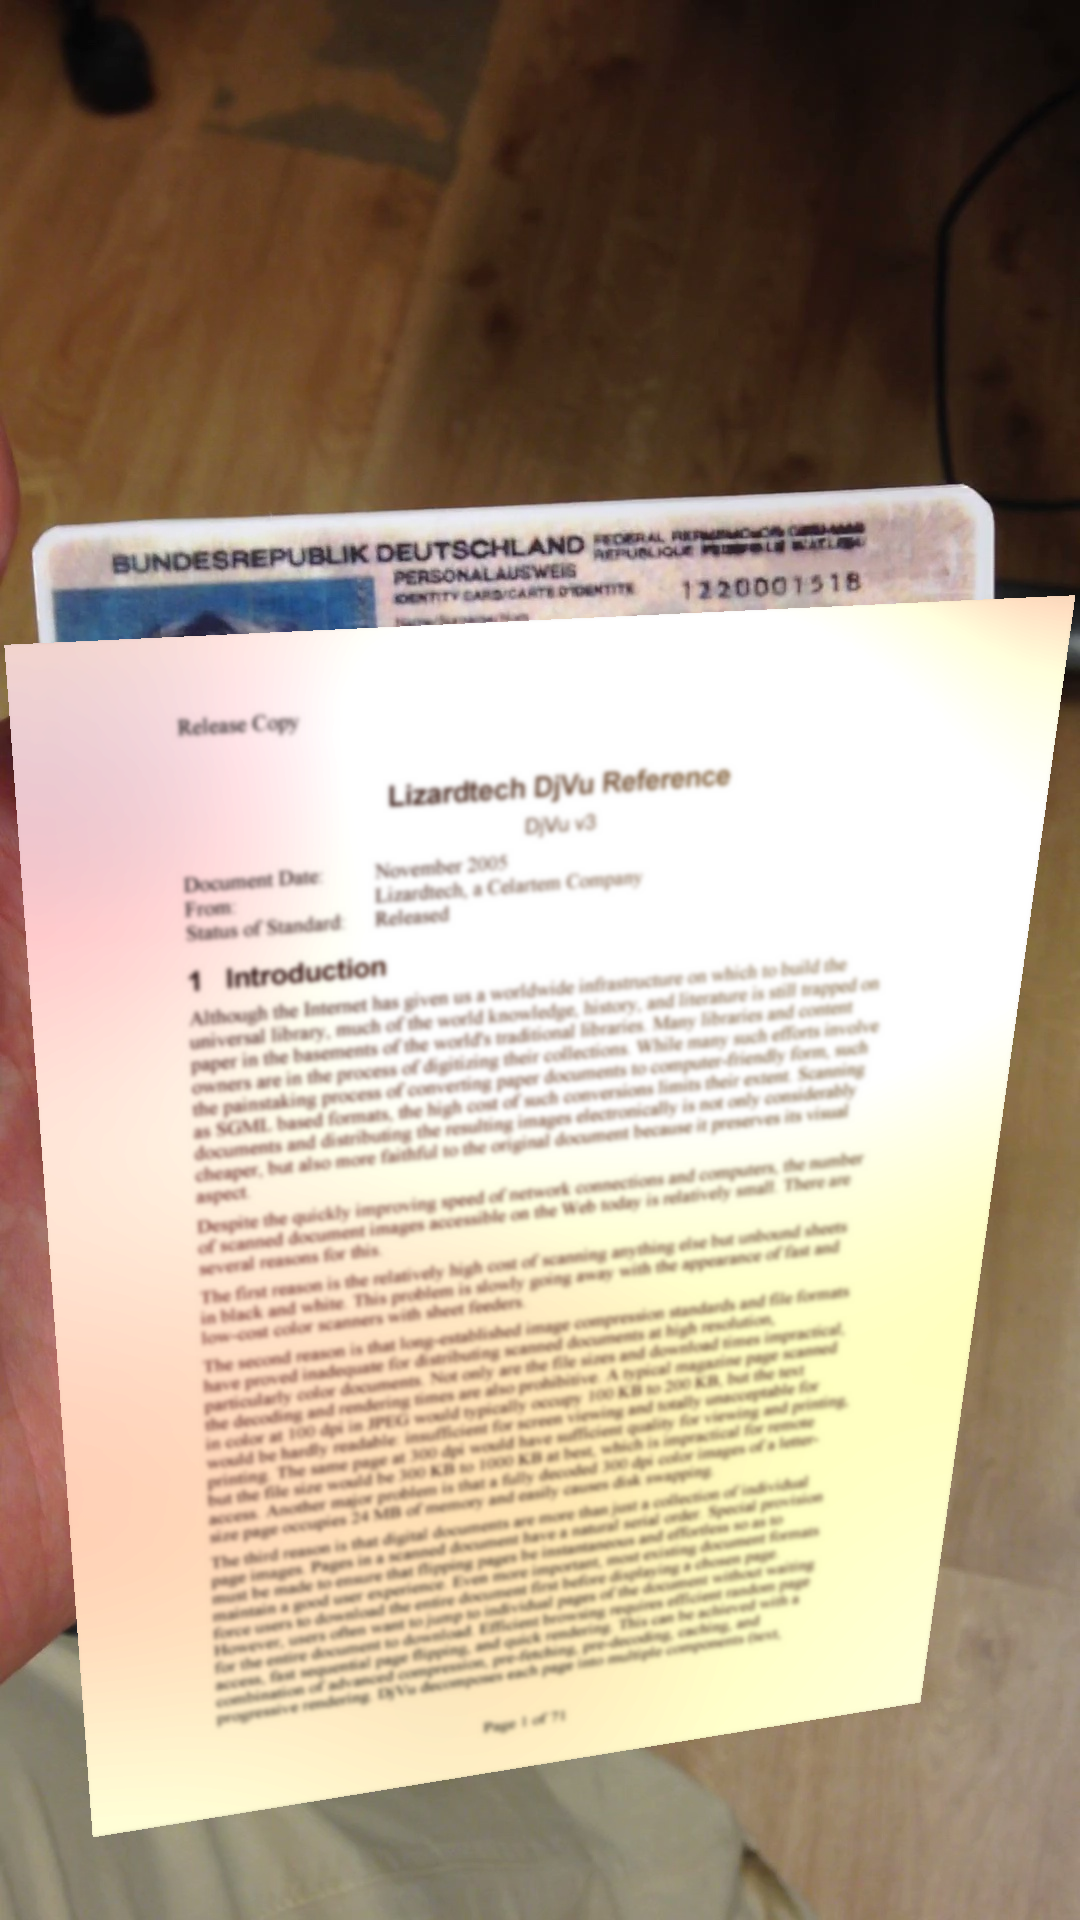 BUNDESREPUBLIK DEUTSCHLAND
FEDERAL
REPUBLIQUE
PERSONALAUSWEIS
IDENTITY CARD/CARTE D'IDENTITE
1220001518
Release Copy
Lizardtech DjVu Reference
DjVu v3
Document Date: November 2005
From: Lizardtech, a Celartem Company
Status of Standard: Released
1 Introduction
Although the Internet has given us a worldwide infrastructure on which to build the
universal library, much of the world knowledge, history, and literature is still trapped on
paper in the basements of the world's traditional libraries. Many libraries and content
owners are in the process of digitizing their collections. While many such efforts involve
the painstaking process of converting paper documents to computer-friendly form, such
as SGML based formats, the high cost of such conversions limits their extent. Scanning
documents and distributing the resulting images electronically is not only considerably
cheaper, but also more faithful to the original document because it preserves its visual
aspect.
Despite the quickly improving speed of network connections and computers, the number
of scanned document images accessible on the Web today is relatively small. There are
several reasons for this.
The first reason is the relatively high cost of scanning anything else but unbound sheets
in black and white. This problem is slowly going away with the appearance of fast and
low-cost color scanners with sheet feeders.
The second reason is that long-established image compression standards and file formats
have proved inadequate for distributing scanned documents at high resolution,
particularly color documents. Not only are the file sizes and download times impractical,
the decoding and rendering times are also prohibitive. A typical magazine page scanned
in color at 100 dpi in JPEG would typically occupy 100 KB to 200 KB, but the text
would be hardly readable: insufficient for screen viewing and totally unacceptable for
printing. The same page at 300 dpi would have sufficient quality for viewing and printing,
but the file size would be 300 KB to 1000 KB at best, which is impractical for remote
access. Another major problem is that a fully decoded 300 dpi color images of a letter-
size page occupies 24 MB of memory and easily causes disk swapping.
The third reason is that digital documents are more than just a collection of individual
page images. Pages in a scanned document have a natural serial order. Special provision
must be made to ensure that flipping pages be instantaneous and effortless so as to
maintain a good user experience. Even more important, most existing document formats
force users to download the entire document first before displaying a chosen page.
However, users often want to jump to individual pages of the document without waiting
for the entire document to download. Efficient browsing requires efficient random page
access, fast sequential page flipping, and quick rendering. This can be achieved with a
combination of advanced compression, pre-fetching, pre-decoding, caching, and
progressive rendering. DjVu decomposes each page into multiple components (text,
Page 1 of 71